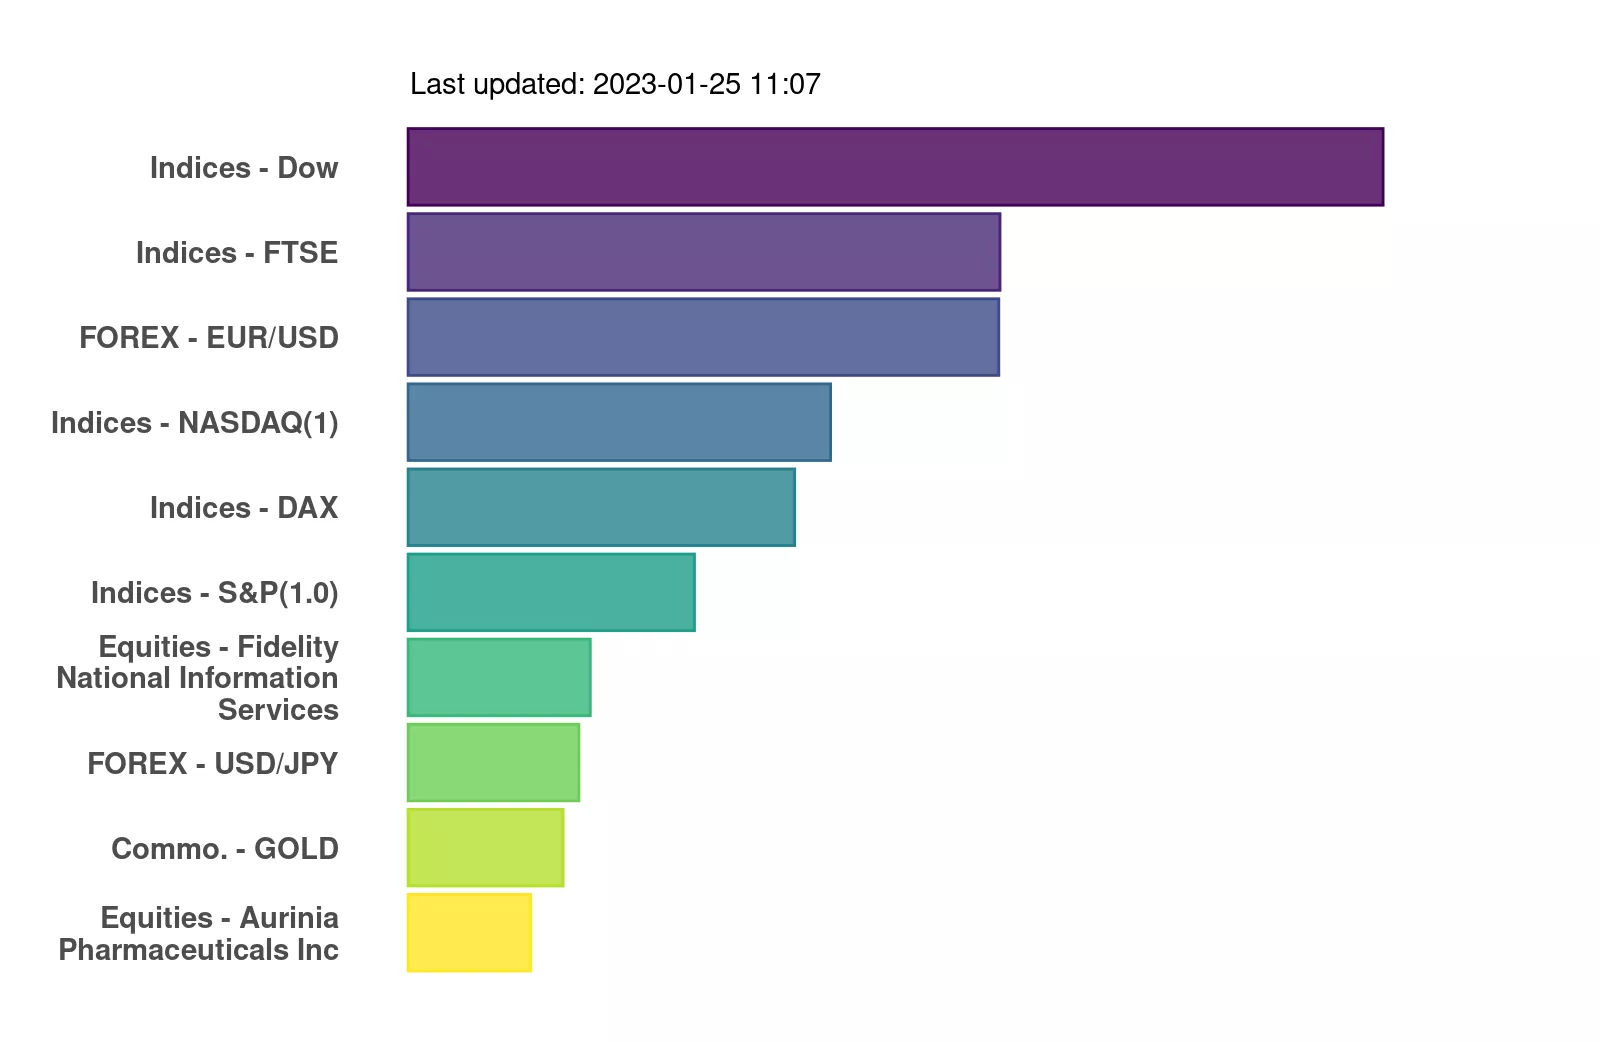 Last updated: 2023-01-25 11:07
Indices - Dow
Indices - FTSE
FOREX - EUR/USD
Indices - NASDAQ(1)
Indices - DAX
Indices - S&P(1.0)
Equities - Fidelity
National Information
Services
FOREX - USD/JPY
Commo. - GOLD
Equities - Aurinia
Pharmaceuticals Inc